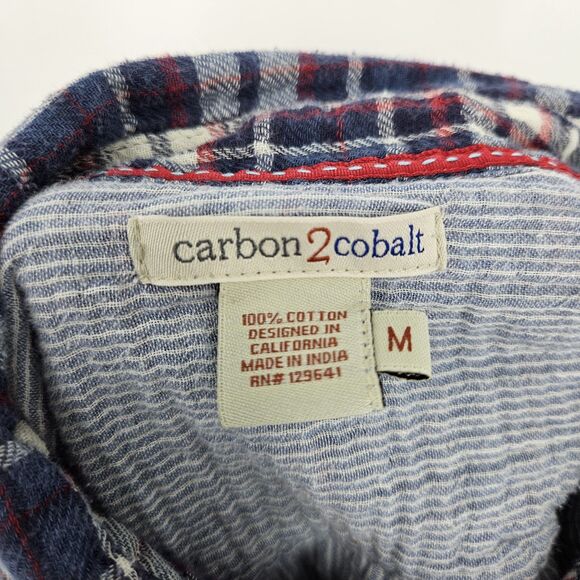 carbon2cobalt
100% COTTON
DESIGNED IN
CALIFORNIA
MADE IN INDIA
RN# 129641
M